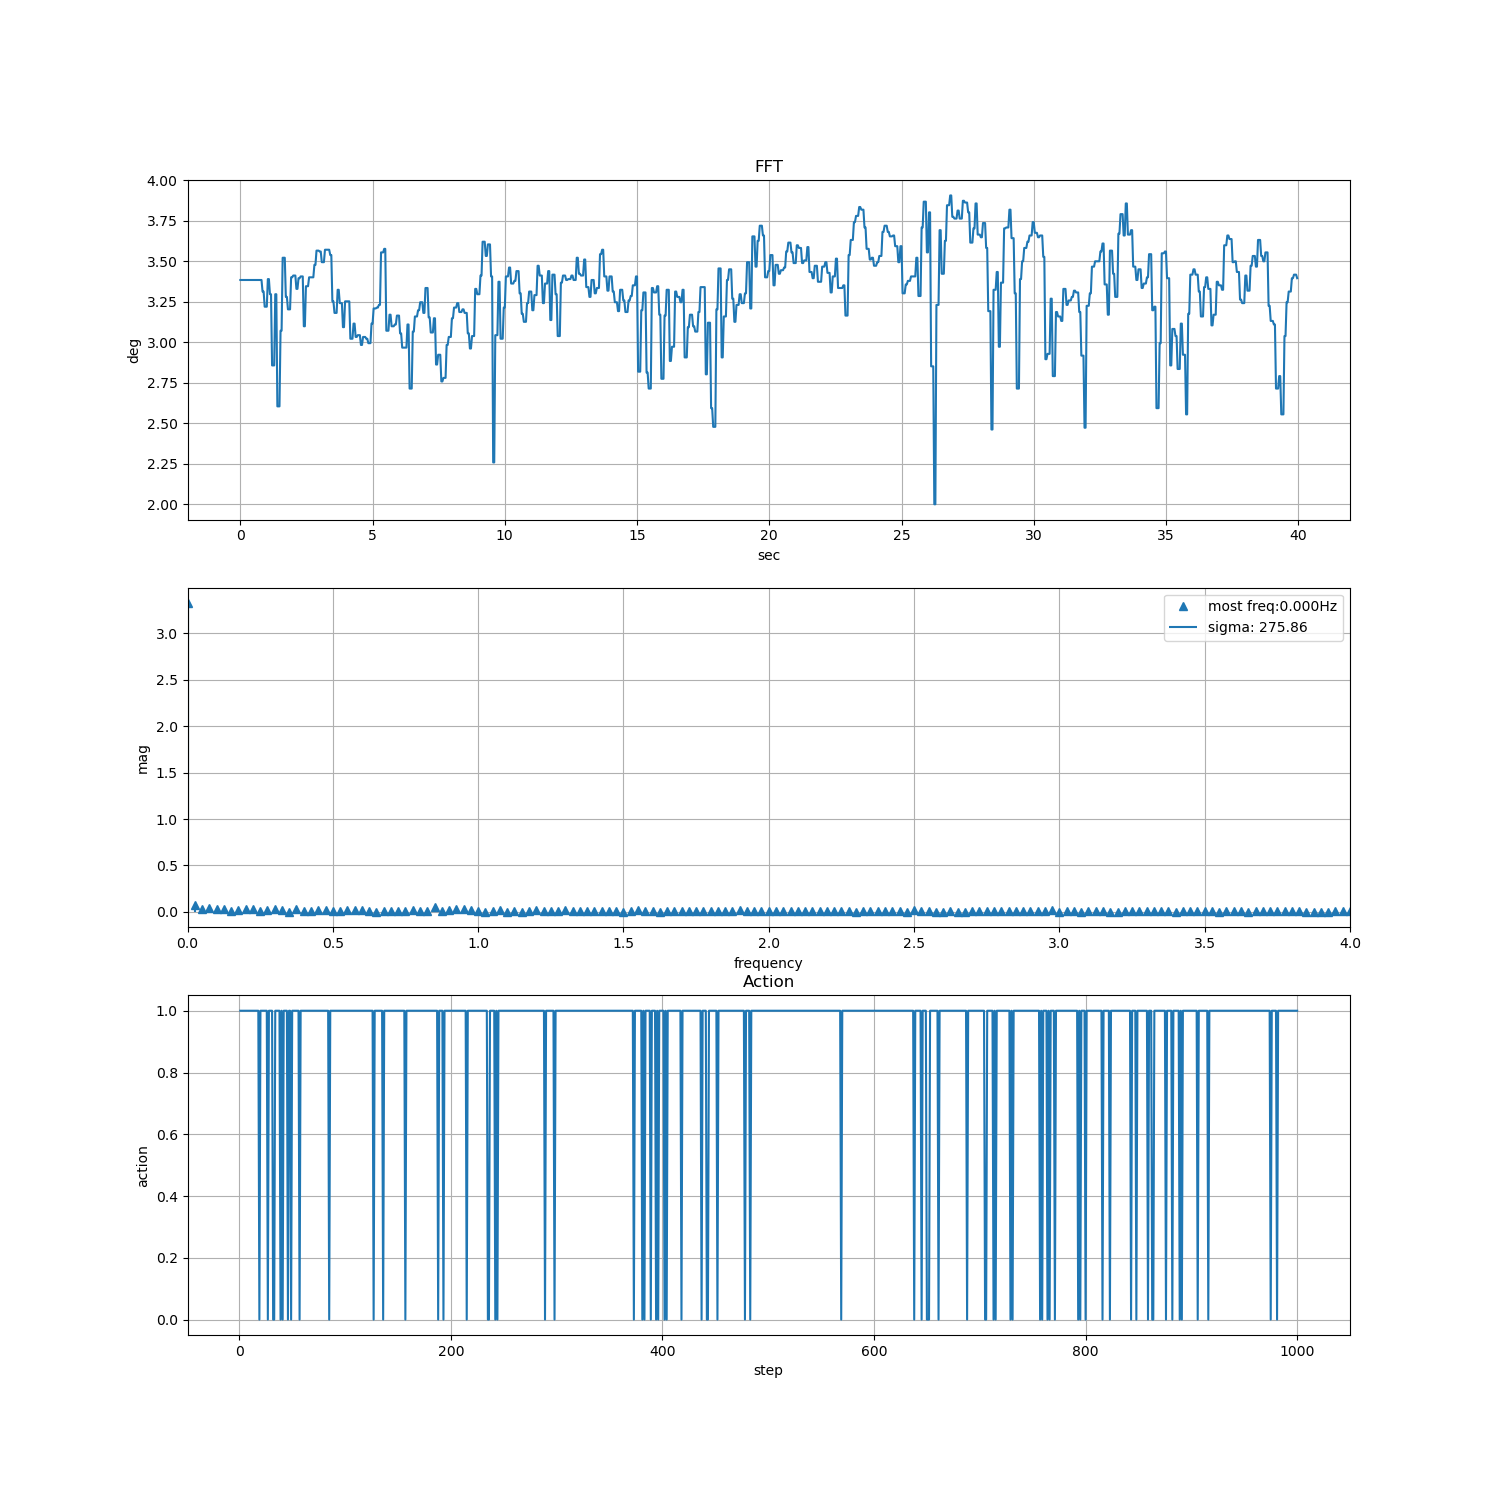 FFT
4.00
3.75
3.50
3.25
3.00
2.75
2.50
2.25
2.00
deg
0 5 10 15 20 25 30 35 40
sec
most freq:0.000Hz
sigma: 275.86
3.0
2.5
2.0
1.5
1.0
0.5
0.0
mag
0.0 0.5 1.0 1.5 2.0 2.5 3.0 3.5 4.0
frequency
Action
1.0
0.8
0.6
0.4
0.2
0.0
action
0 200 400 600 800 1000
step